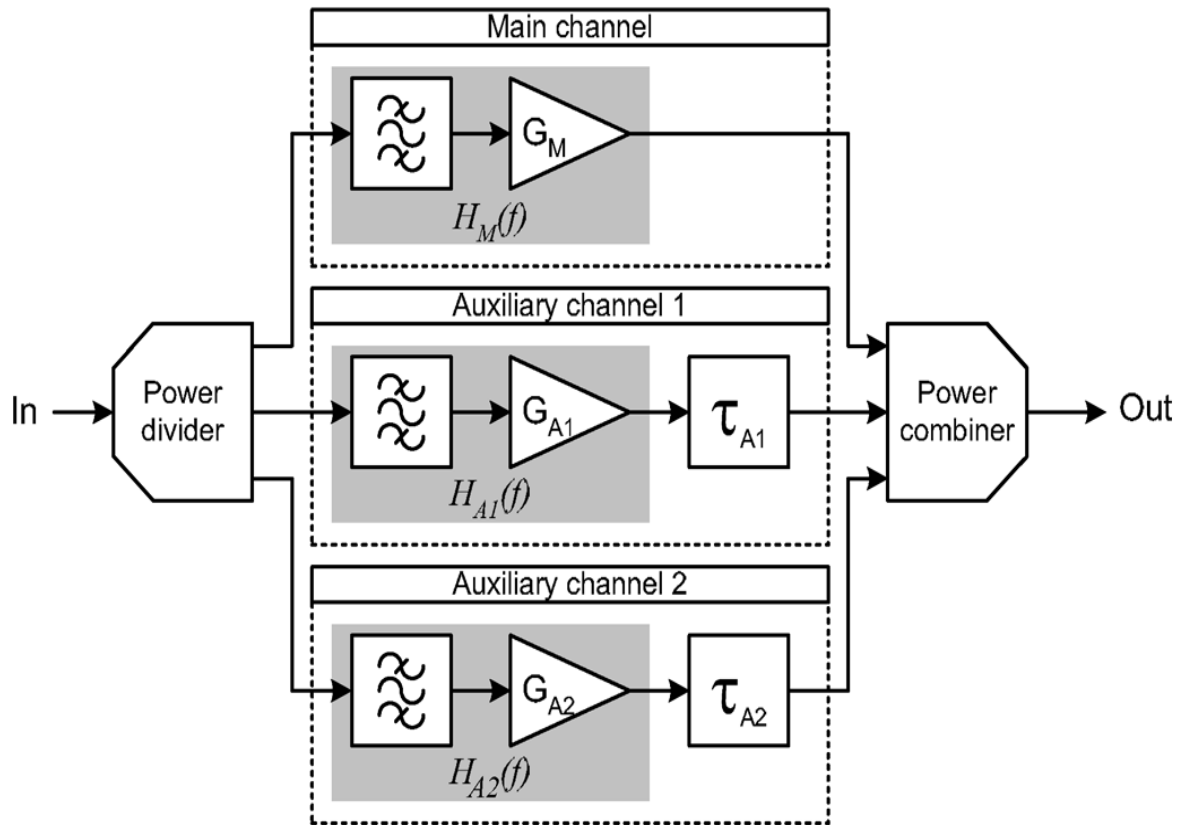 Main channel
G_M
H_M(f)
Auxiliary channel 1
In
Power
divider
G_A1
τ_A1
H_A1(f)
Power
combiner
Out
Auxiliary channel 2
G_A2
τ_A2
H_A2(f)